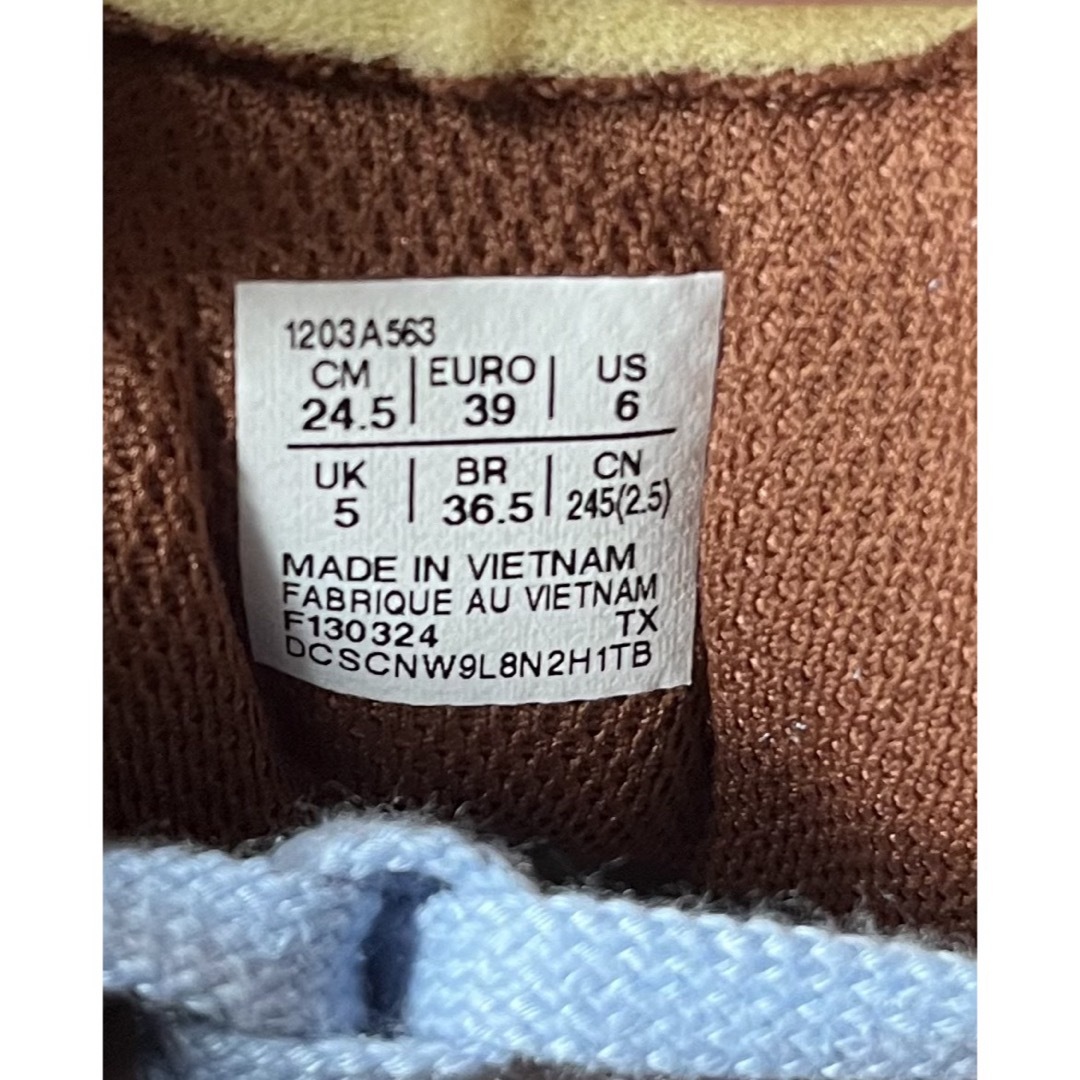 1203A563
CM | EURO | US
24.5 | 39 | 6
UK | BR | CN
5 | 36.5 | 245(2.5)
MADE IN VIETNAM
FABRIQUE AU VIETNAM
F130324 TX
DCSCNW9L8N2H1TB